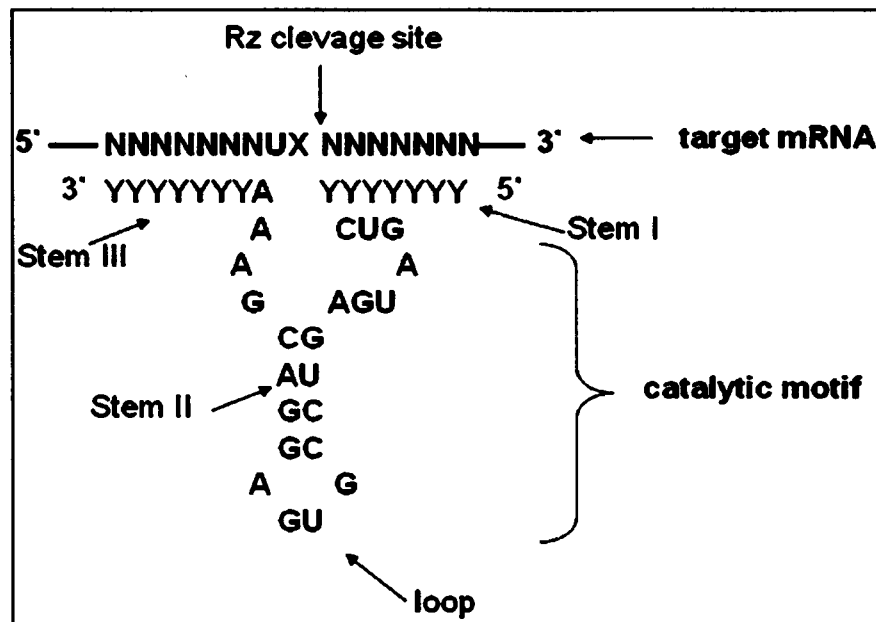 Rz clevage site
5' NNNNNNNUX NNNNNNN 3' target mRNA
3' YYYYYYYA YYYYYYY 5'
A CUG Stem I
Stem III
A A
G AGU
CG
AU
Stem II catalytic motif
GC
GC
A G
GU
loop